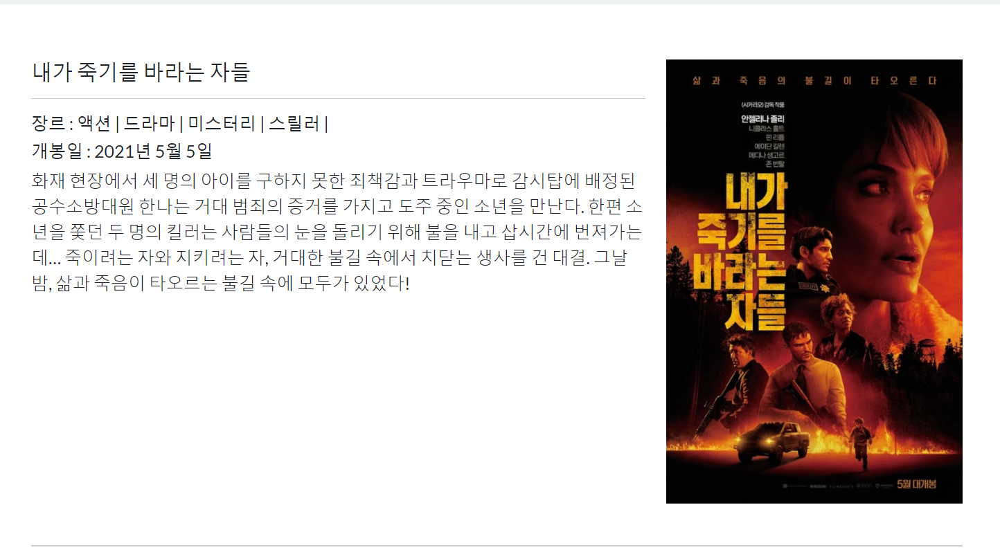 내가 죽기를 바라는 자들
장르 : 액션 | 드라마 | 미스터리 | 스릴러 |
개봉일 : 2021년 5월 5일
화재 현장에서 세 명의 아이를 구하지 못한 죄책감과 트라우마로 감시탑에 배정된
공수소방대원 한나는 거대 범죄의 증거를 가지고 도주 중인 소년을 만난다. 한편 소
년을 쫓던 두 명의 킬러는 사람들의 눈을 돌리기 위해 불을 내고 삽시간에 번져가는
데... 죽이려는 자와 지키려는 자, 거대한 불길 속에서 치닫는 생사를 건 대결. 그날
밤, 삶과 죽음이 타오르는 불길 속에 모두가 있었다!
삶과 죽음의 불길이 타오른다
<시카리오> 감독 작품
안젤리나 졸리
니콜라스 홀트
핀 리틀
에이단 길렌
메디나 생고르
존 번탈
내가
죽기를
바라는
자들
5월 대개봉